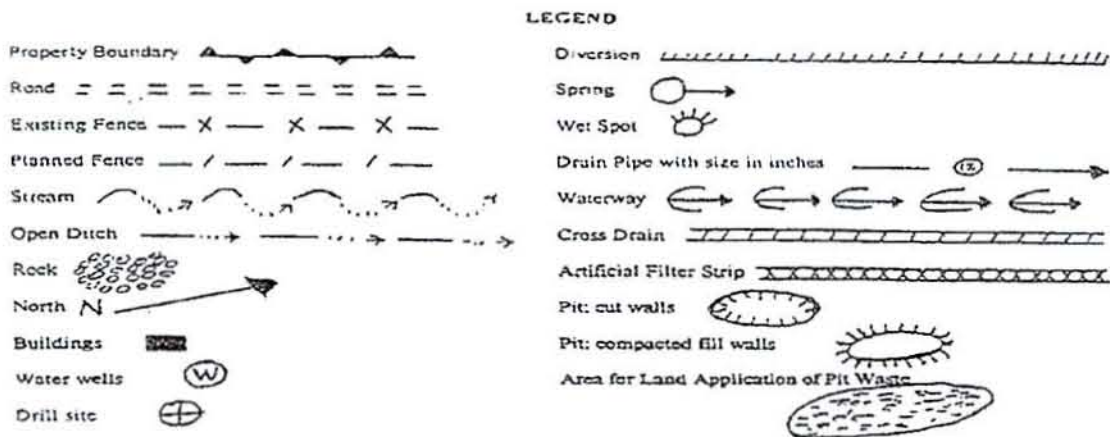 LEGEND
Property Boundary
Road
Existing Fence
Planned Fence
Stream
Open Ditch
Rock
North N
Buildings
Water wells W
Drill site
Diversion
Spring
Wet Spot
Drain Pipe with size in inches
Waterway
Cross Drain
Artificial Filter Strip
Pit: cut walls
Pit: compacted fill walls
Area for Land Application of Pit Waste